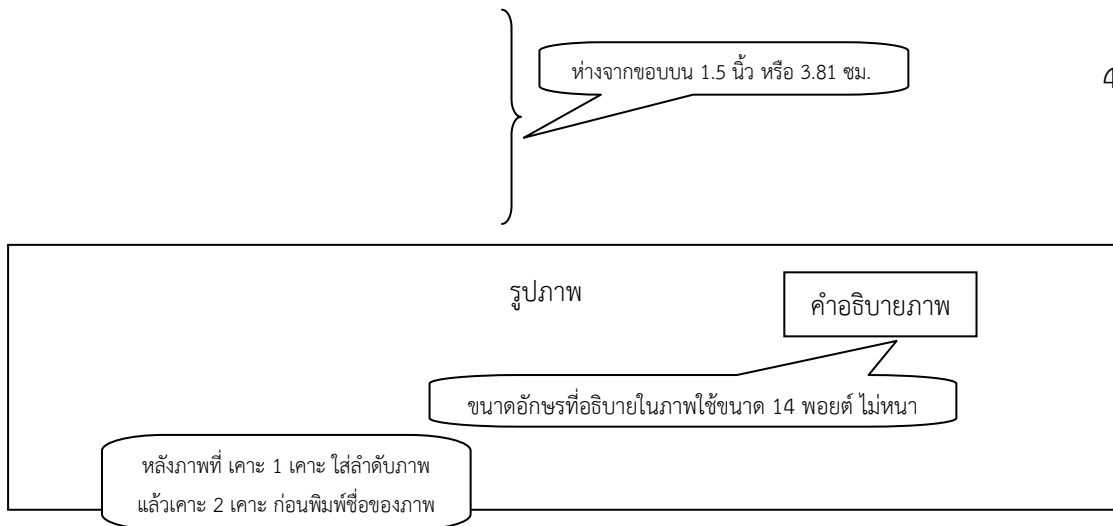 ห่างจากขอบบน 1.5 นิ้ว หรือ 3.81 ซม.
รูปภาพ
คำอธิบายภาพ
ขนาดอักษรที่อธิบายในภาพใช้ขนาด 14 พอยต์ ไม่หนา
หลังภาพที่ เคาะ 1 เคาะ ใส่ลำดับภาพ
แล้วเคาะ 2 เคาะ ก่อนพิมพ์ชื่อของภาพ